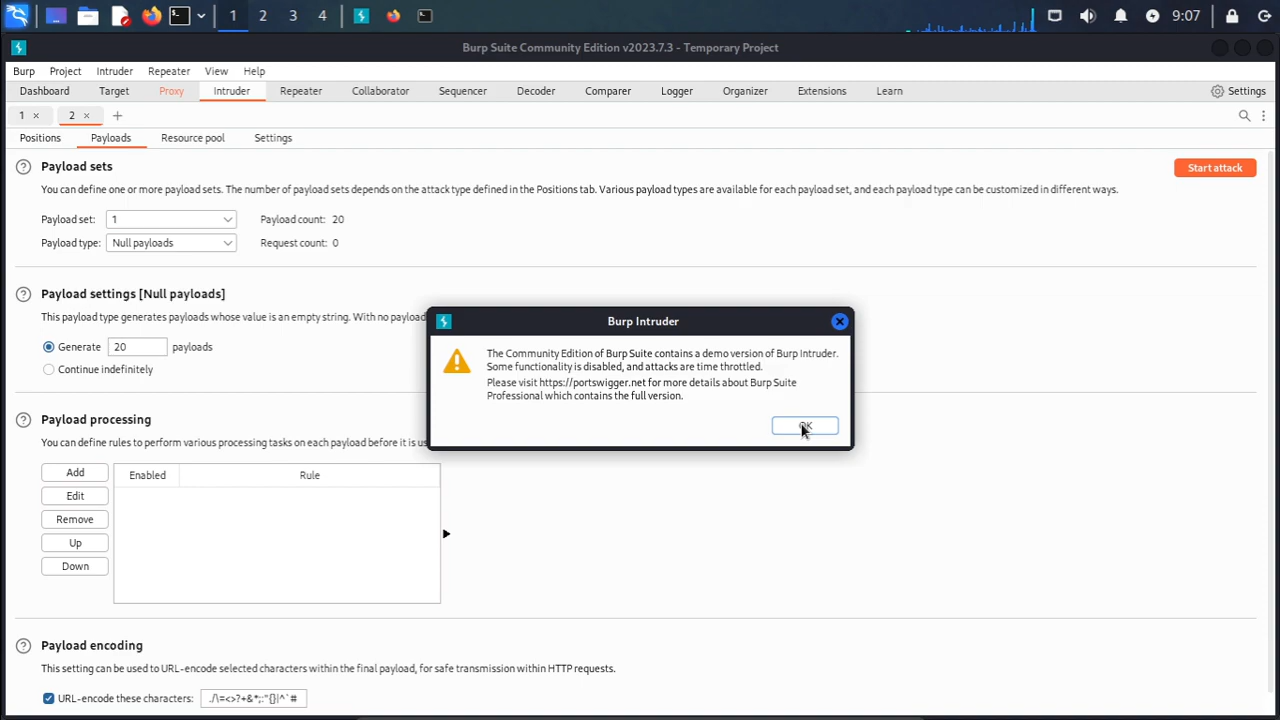 1 2 3 4 9:07
Burp Suite Community Edition v2023.7.3 - Temporary Project
Burp Project Intruder Repeater View Help
Dashboard Target Proxy Intruder Repeater Collaborator Sequencer Decoder Comparer Logger Organizer Extensions Learn Settings
1 × 2 × +
Positions Payloads Resource pool Settings
? Payload sets Start attack
You can define one or more payload sets. The number of payload sets depends on the attack type defined in the Positions tab. Various payload types are available for each payload set, and each payload type can be customized in different ways.
Payload set: 1 Payload count: 20
Payload type: Null payloads Request count: 0
? Payload settings [Null payloads]
This payload type generates payloads whose value is an empty string. With no payload
Generate 20 payloads
Continue indefinitely
Burp Intruder
The Community Edition of Burp Suite contains a demo version of Burp Intruder.
Some functionality is disabled, and attacks are time throttled.
Please visit https://portswigger.net for more details about Burp Suite
Professional which contains the full version.
OK
? Payload processing
You can define rules to perform various processing tasks on each payload before it is us
Add Enabled Rule
Edit
Remove
Up
Down
? Payload encoding
This setting can be used to URL-encode selected characters within the final payload, for safe transmission within HTTP requests.
URL-encode these characters: ./\=<>?+&*;:"{}|^`#